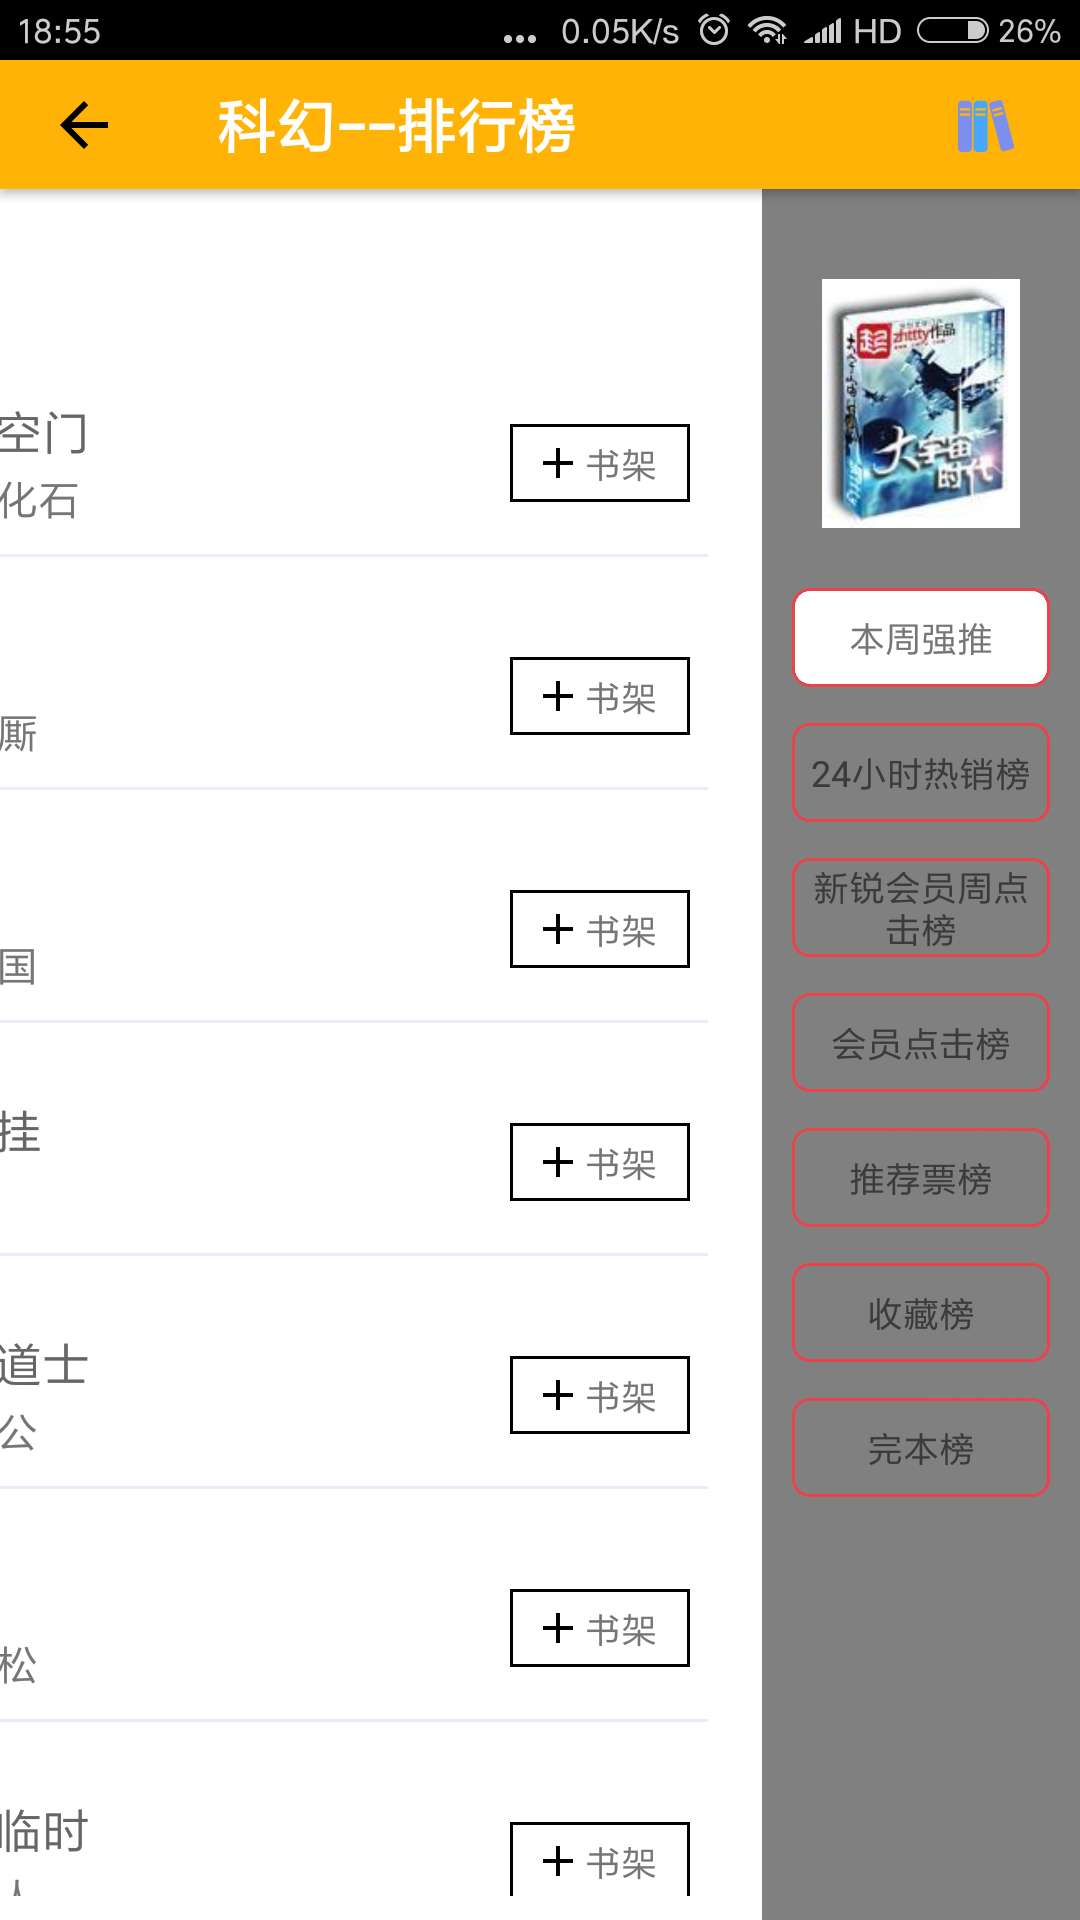 18:55
... 0.05K/s HD 26%
科幻--排行榜
空门
化石
+ 书架
厮
+ 书架
国
+ 书架
挂
+ 书架
道士
公
+ 书架
松
+ 书架
临时
+ 书架
起 zhttty作品
大宇宙
时代
本周强推
24小时热销榜
新锐会员周点
击榜
会员点击榜
推荐票榜
收藏榜
完本榜